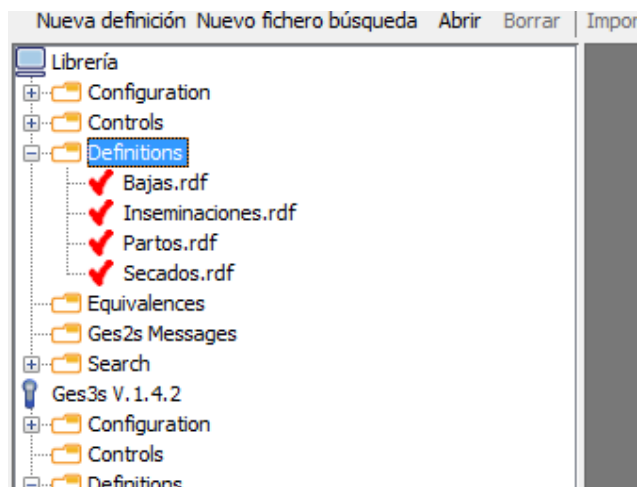 Nueva definición Nuevo fichero búsqueda Abrir Borrar Impor
Librería
Configuration
Controls
Definitions
Bajas.rdf
Inseminaciones.rdf
Partos.rdf
Secados.rdf
Equivalences
Ges2s Messages
Search
Ges3s V.1.4.2
Configuration
Controls
Definitions